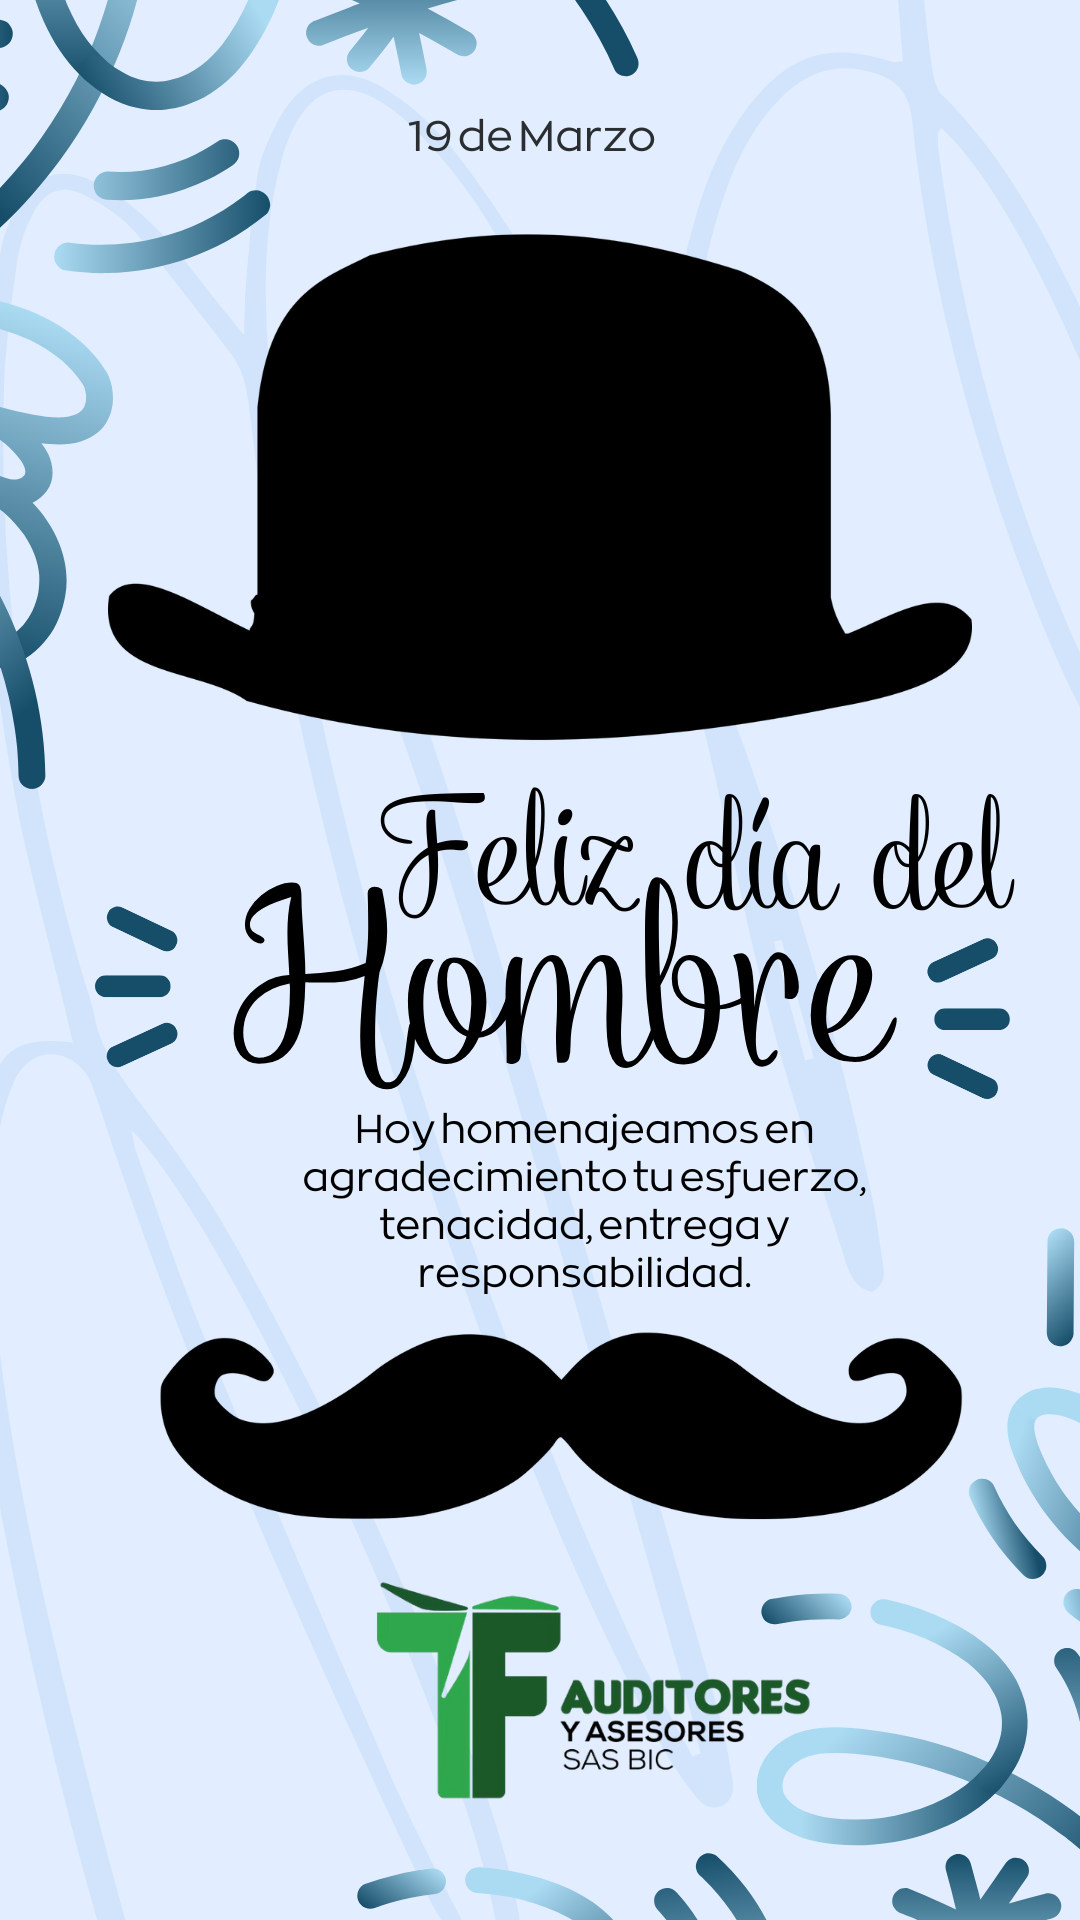 19 de Marzo
Feliz día del
Hombre
Hoy homenajeamos en
agradecimiento tu esfuerzo,
tenacidad, entrega y
responsabilidad.
TF
AUDITORES
Y ASESORES
SAS BIC